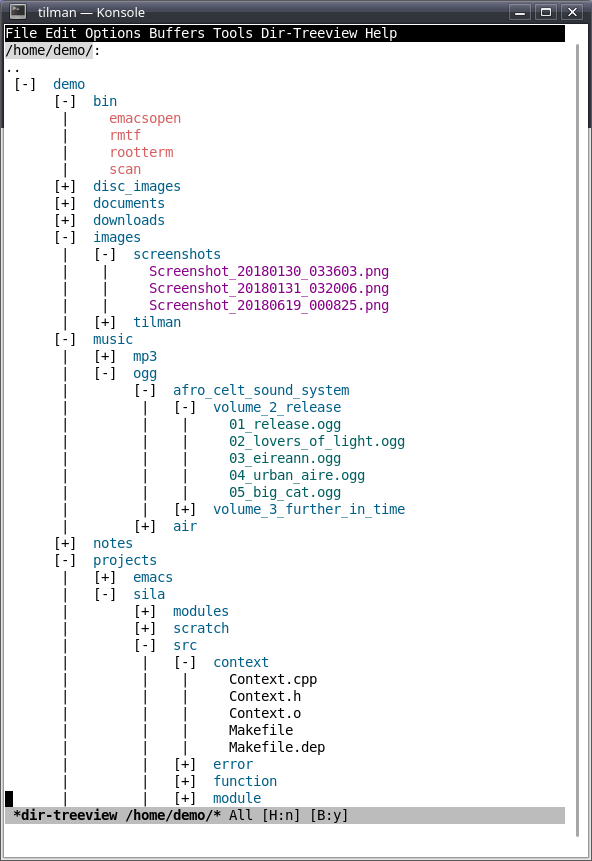 tilman — Konsole
File Edit Options Buffers Tools Dir-Treeview Help
/home/demo/:
..
[-] demo
[-] bin
| emacsopen
| rmtf
| rootterm
| scan
[+] disc_images
[+] documents
[+] downloads
[-] images
| [-] screenshots
| | Screenshot_20180130_033603.png
| | Screenshot_20180131_032006.png
| | Screenshot_20180619_000825.png
| [+] tilman
[-] music
| [+] mp3
| [-] ogg
| [-] afro_celt_sound_system
| | [-] volume_2_release
| | | 01_release.ogg
| | | 02_lovers_of_light.ogg
| | | 03_eireann.ogg
| | | 04_urban_aire.ogg
| | | 05_big_cat.ogg
| | [+] volume_3_further_in_time
| [+] air
[+] notes
[-] projects
| [+] emacs
| [-] sila
| [+] modules
| [+] scratch
| [-] src
| | [-] context
| | | Context.cpp
| | | Context.h
| | | Context.o
| | | Makefile
| | | Makefile.dep
| | [+] error
| | [+] function
| | [+] module
*dir-treeview /home/demo/* All [H:n] [B:y]